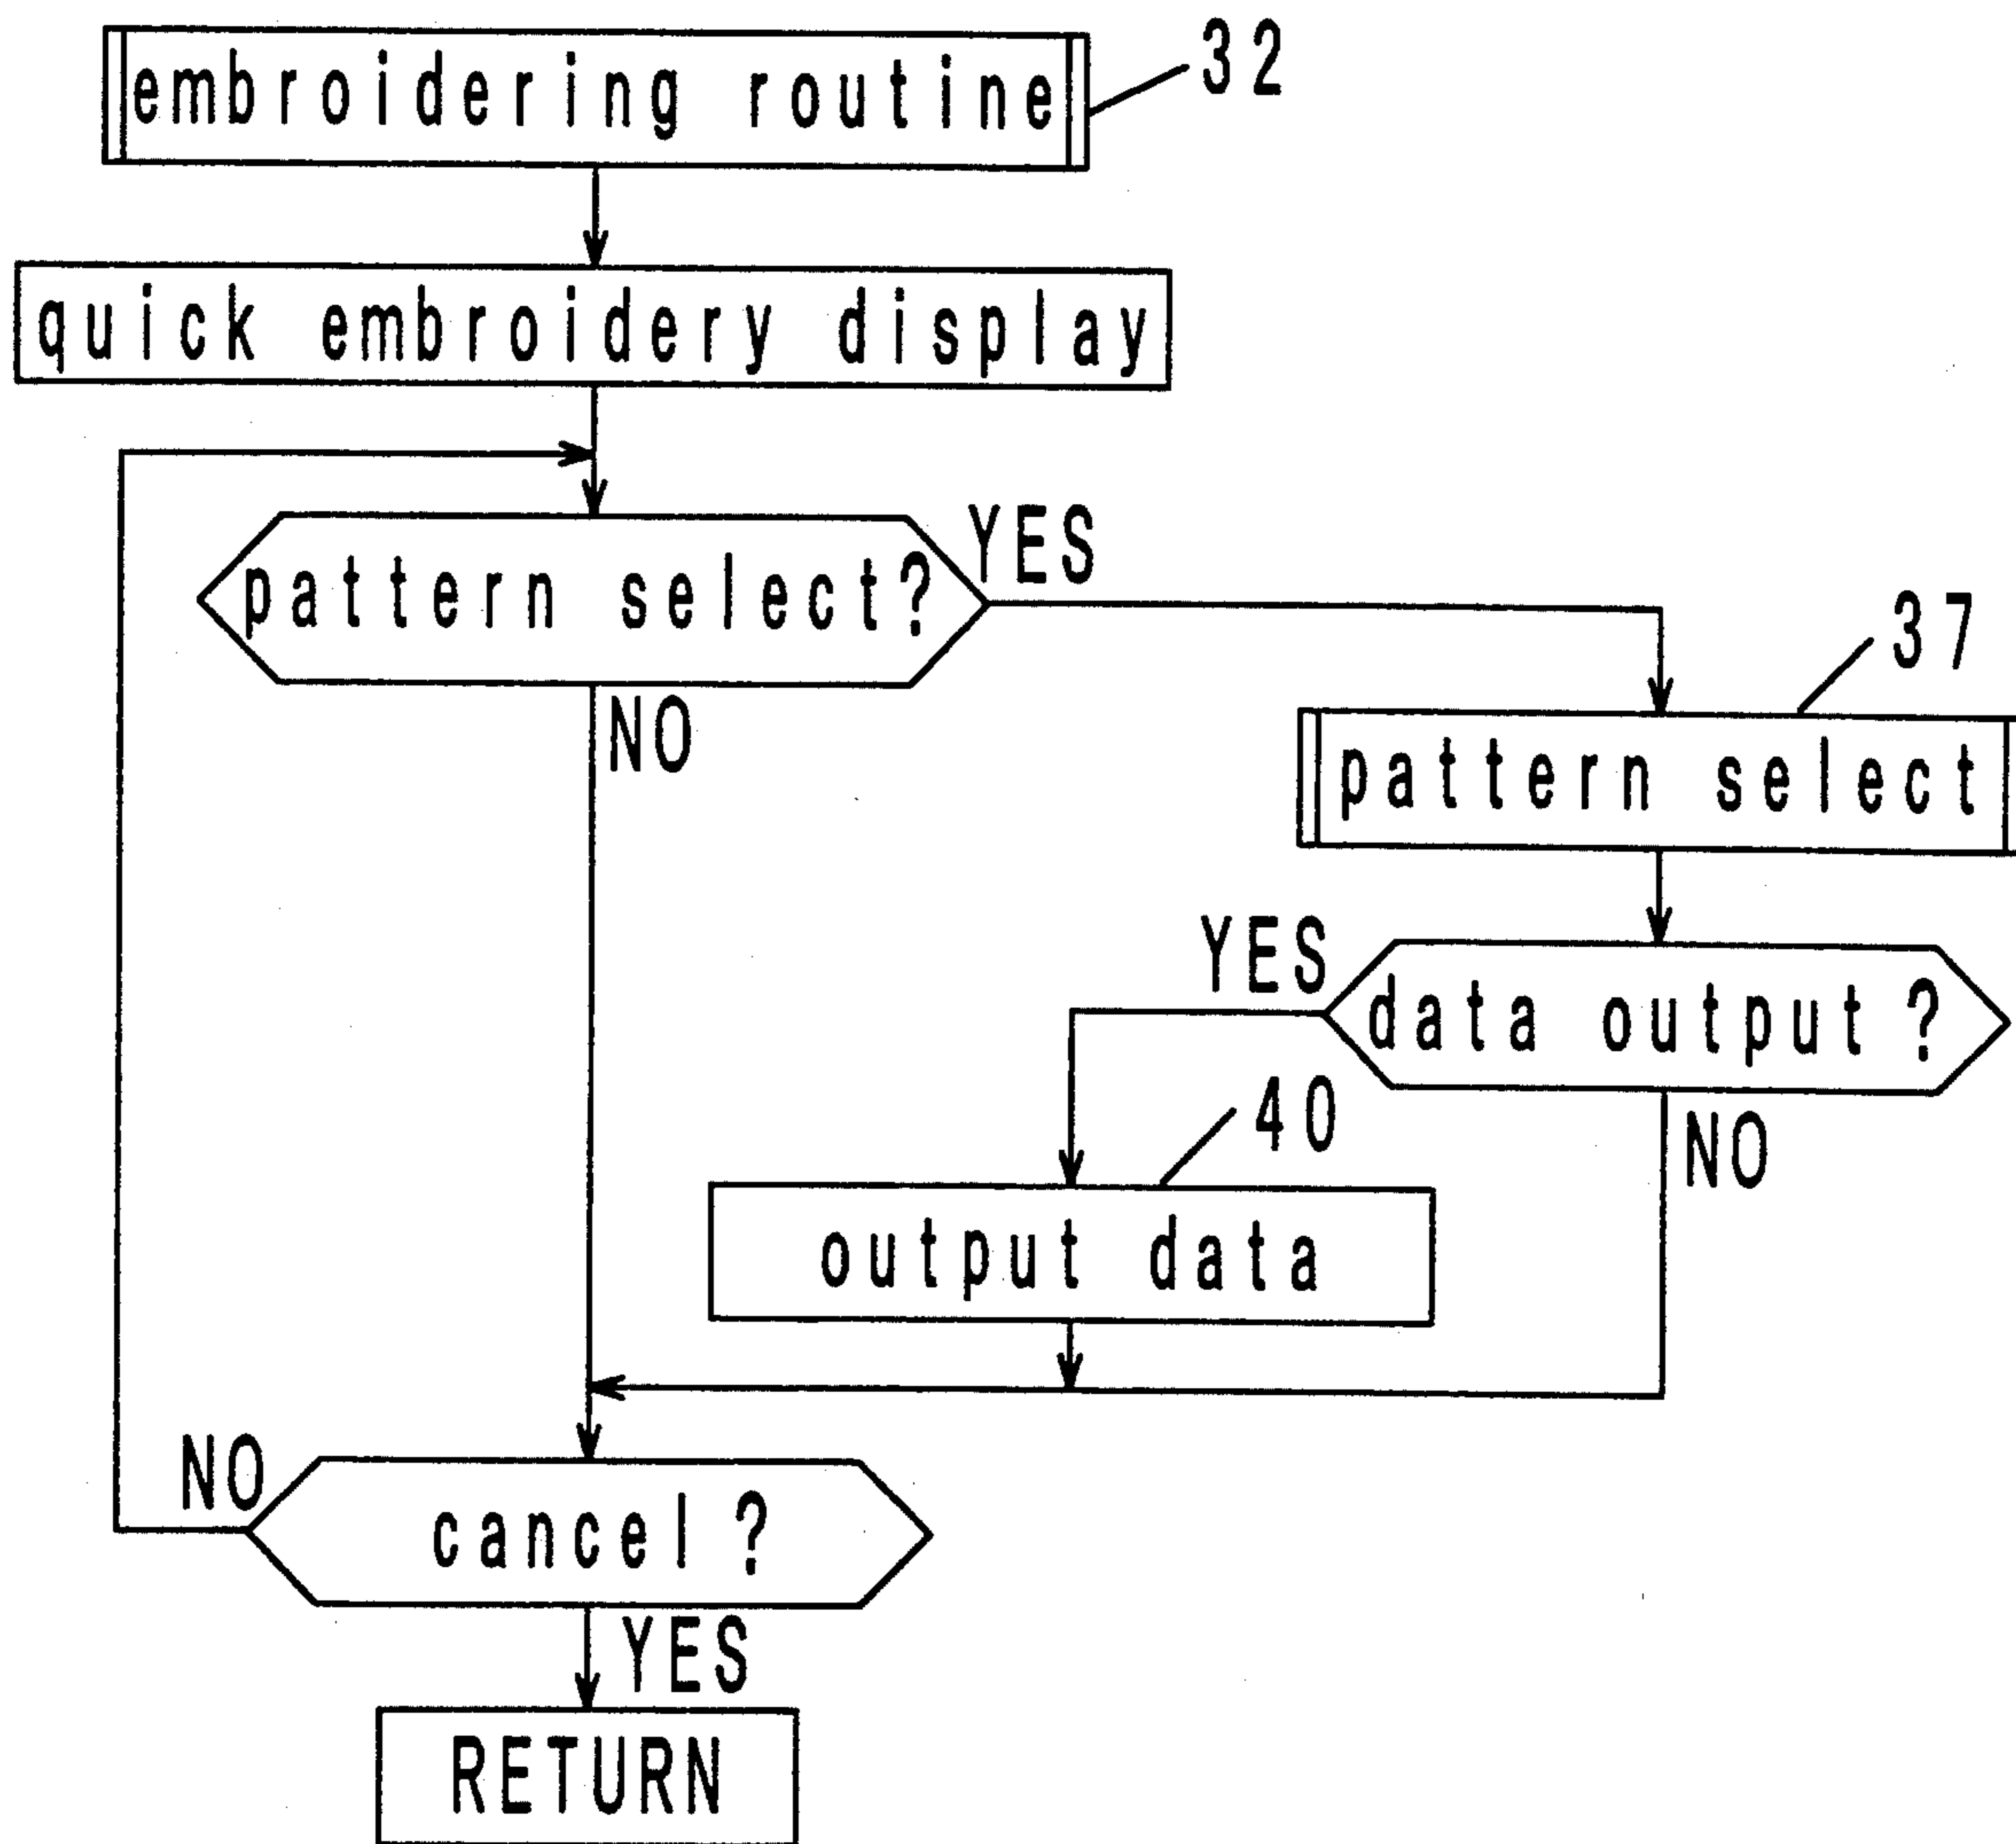 embroidering routine
32
quick embroidery display
pattern select?
YES
NO
37
pattern select
YES
data output ?
NO
40
output data
NO
cancel ?
YES
RETURN